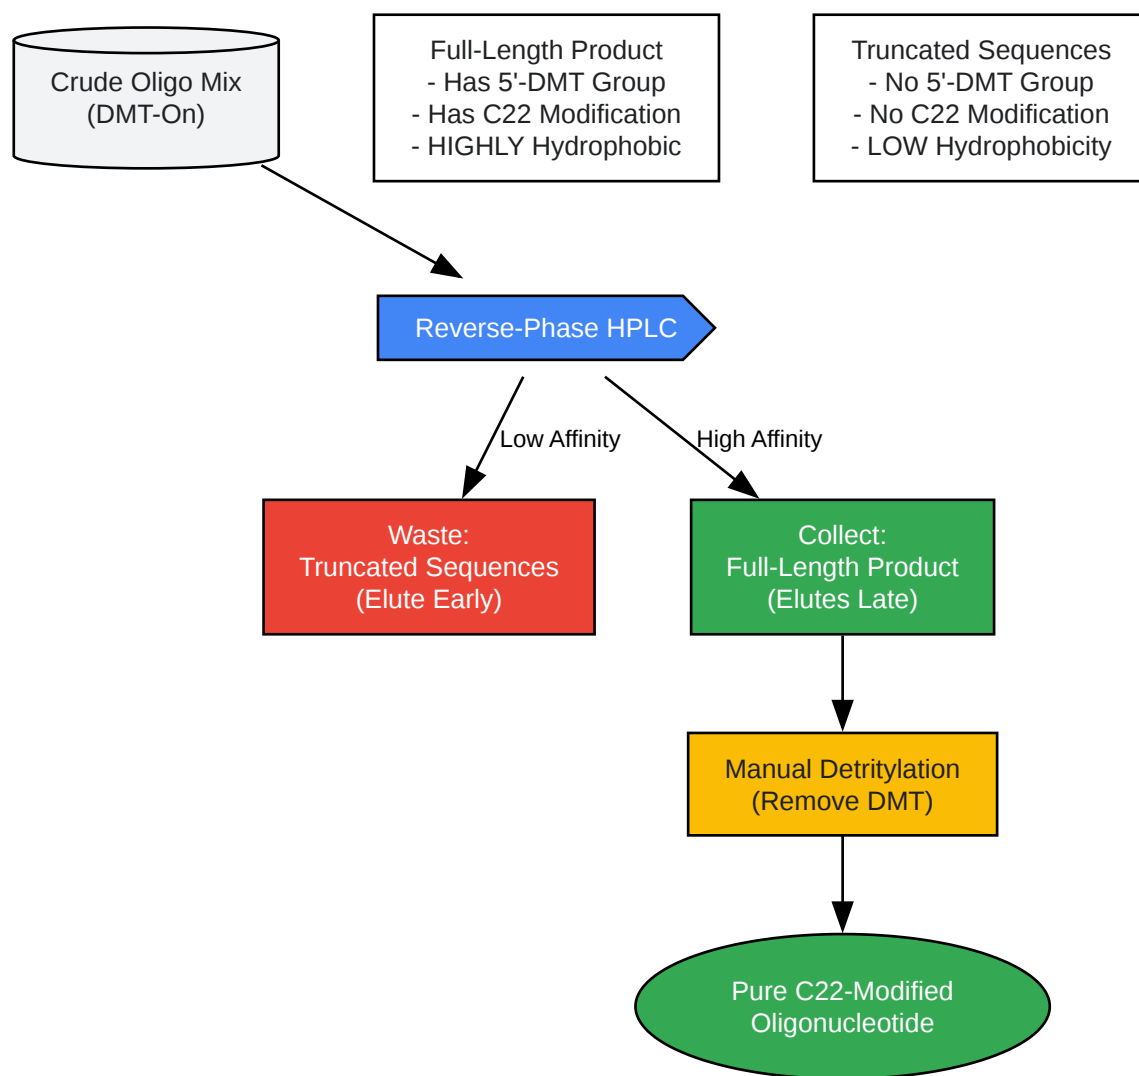 Crude Oligo Mix
(DMT-On)
Full-Length Product
- Has 5'-DMT Group
- Has C22 Modification
- HIGHLY Hydrophobic
Truncated Sequences
- No 5'-DMT Group
- No C22 Modification
- LOW Hydrophobicity
Reverse-Phase HPLC
Low Affinity
High Affinity
Waste:
Truncated Sequences
(Elute Early)
Collect:
Full-Length Product
(Elutes Late)
Manual Detritylation
(Remove DMT)
Pure C22-Modified
Oligonucleotide